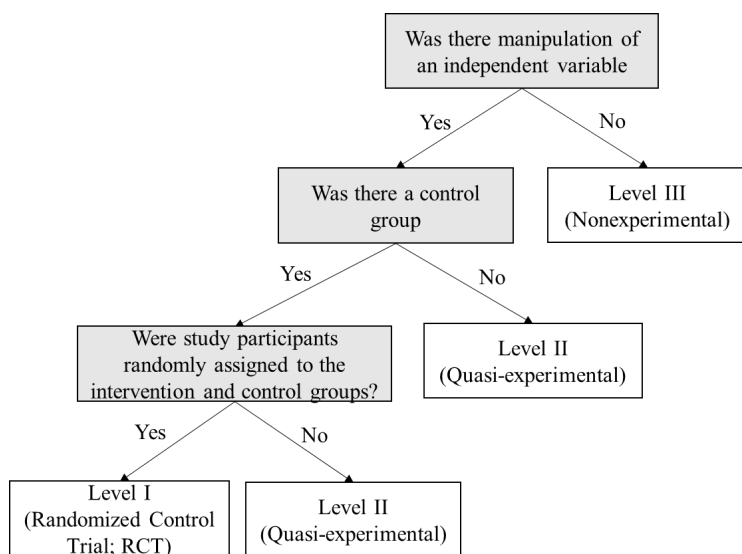 Was there manipulation of
an independent variable
Yes
No
Was there a control
group
Level III
(Nonexperimental)
Yes
No
Were study participants
randomly assigned to the
intervention and control groups?
Level II
(Quasi-experimental)
Yes
No
Level I
(Randomized Control
Trial; RCT)
Level II
(Quasi-experimental)